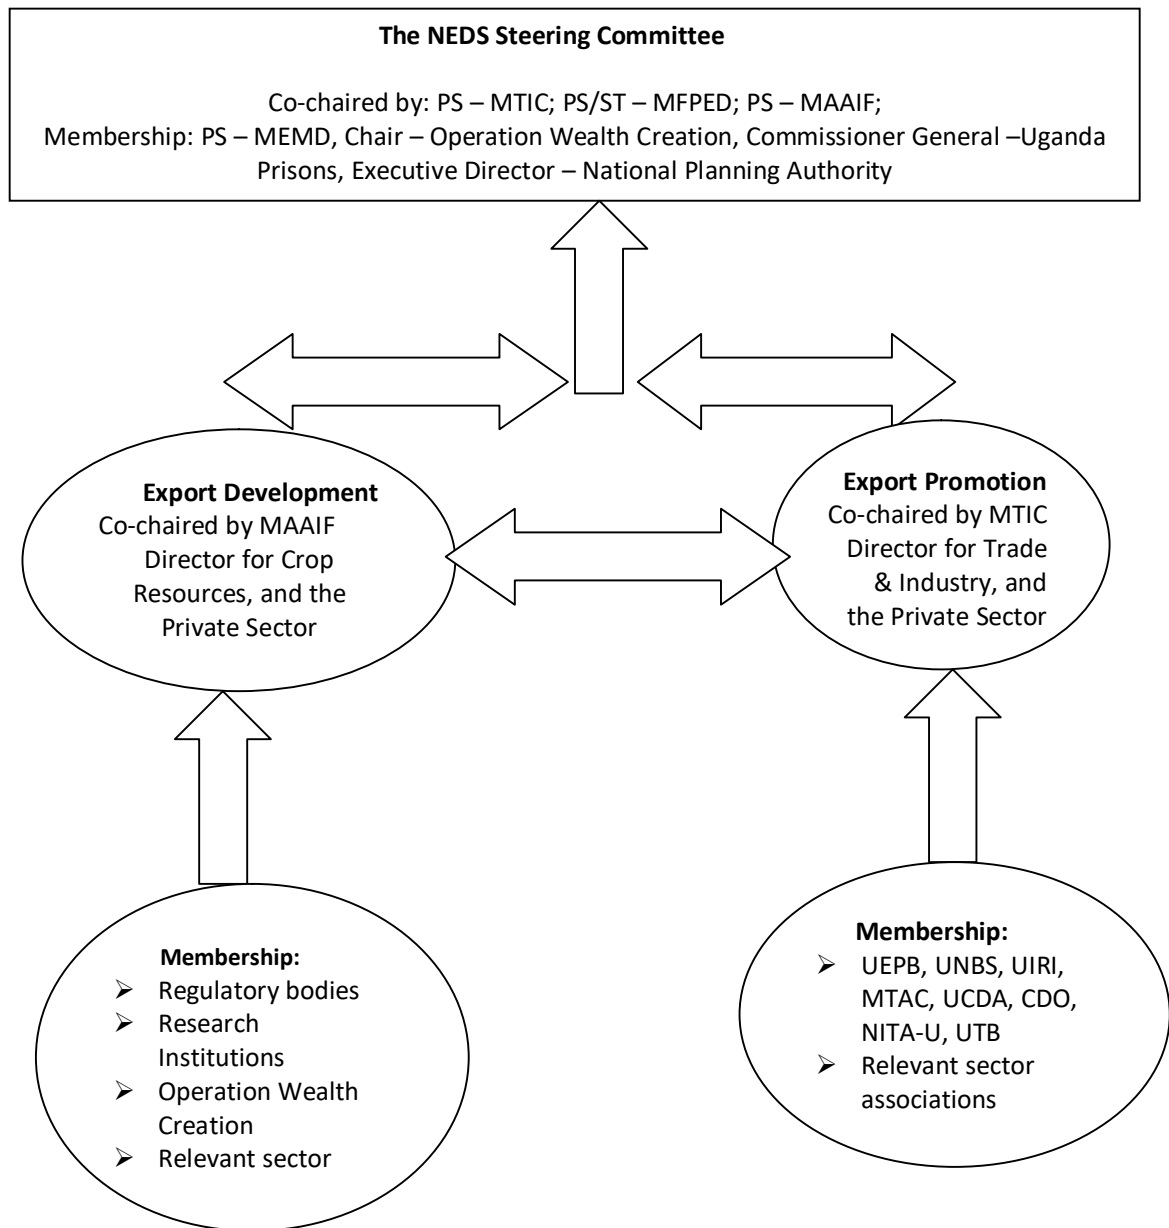 The NEDS Steering Committee
Co-chaired by: PS – MTIC; PS/ST – MFPED; PS – MAAIF;
Membership: PS – MEMD, Chair – Operation Wealth Creation, Commissioner General –Uganda
Prisons, Executive Director – National Planning Authority
Export Development
Co-chaired by MAAIF
Director for Crop
Resources, and the
Private Sector
Export Promotion
Co-chaired by MTIC
Director for Trade
& Industry, and
the Private Sector
Membership:
➢ Regulatory bodies
➢ Research
Institutions
➢ Operation Wealth
Creation
➢ Relevant sector
Membership:
➢ UEPB, UNBS, UIRI,
MTAC, UCDA, CDO,
NITA-U, UTB
➢ Relevant sector
associations